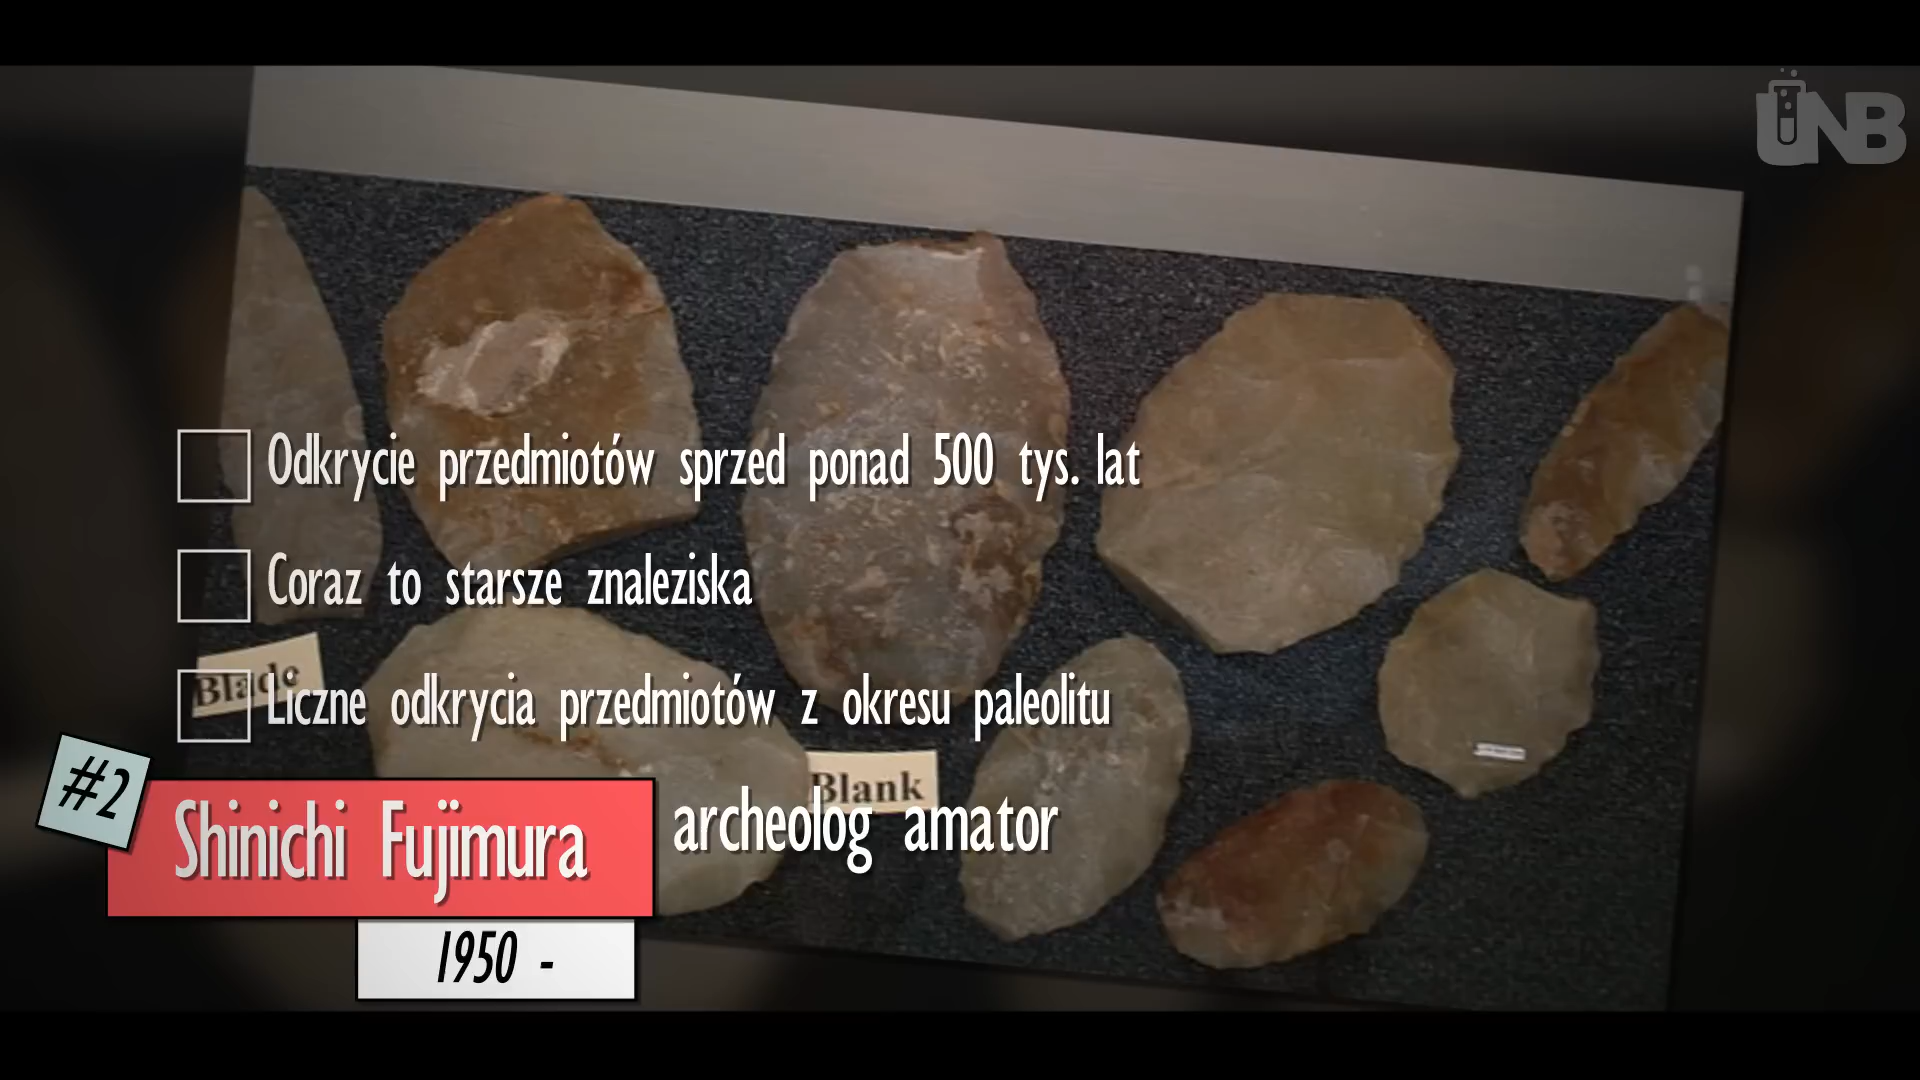 UNB
Odkrycie przedmiotów sprzed ponad 500 tys. lat
Coraz to starsze znaleziska
Blade
Liczne odkrycia przedmiotów z okresu paleolitu
#2
Blank
Shinichi Fujimura
archeolog amator
1950 -